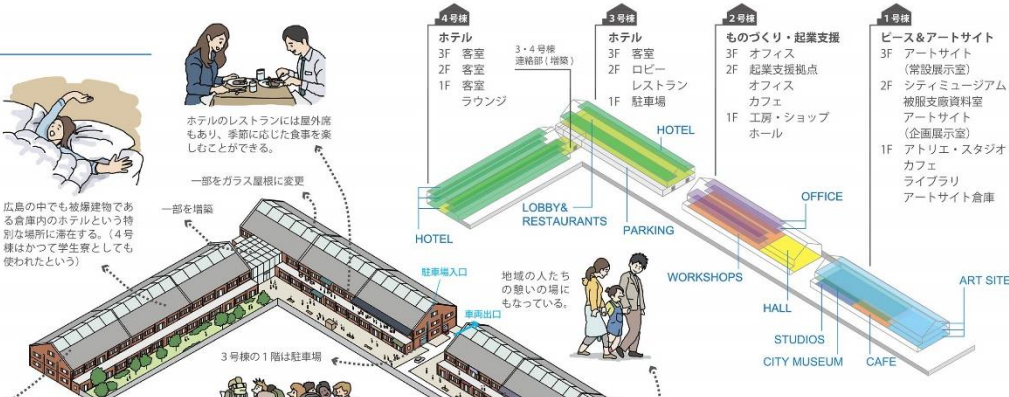 ホテルのレストランには屋外席
もあり、季節に応じた食事を楽
しむことができる。
広島の中でも被爆建物であ
る倉庫内のホテルという特
別な場所に滞在する。（4号
棟はかつて学生寮としても
使われたという）
一部をガラス屋根に変更
一部を増築
駐車場入口
車両出口
3号棟の1階は駐車場
地域の人たち
の憩いの場に
もなっている。
4号棟
ホテル
3F 客室
2F 客室
1F 客室
ラウンジ
3・4号棟
連絡部(増築)
3号棟
ホテル
3F 客室
2F ロビー
レストラン
1F 駐車場
2号棟
ものづくり・起業支援
3F オフィス
2F 起業支援拠点
オフィス
カフェ
1F 工房・ショップ
ホール
1号棟
ピース&アートサイト
3F アートサイト
（常設展示室）
2F シティミュージアム
被服支廠資料室
アートサイト
（企画展示室）
1F アトリエ・スタジオ
カフェ
ライブラリ
アートサイト倉庫
HOTEL
LOBBY&
RESTAURANTS
HOTEL
PARKING
OFFICE
WORKSHOPS
HALL
STUDIOS
CITY MUSEUM
CAFE
ART SITE